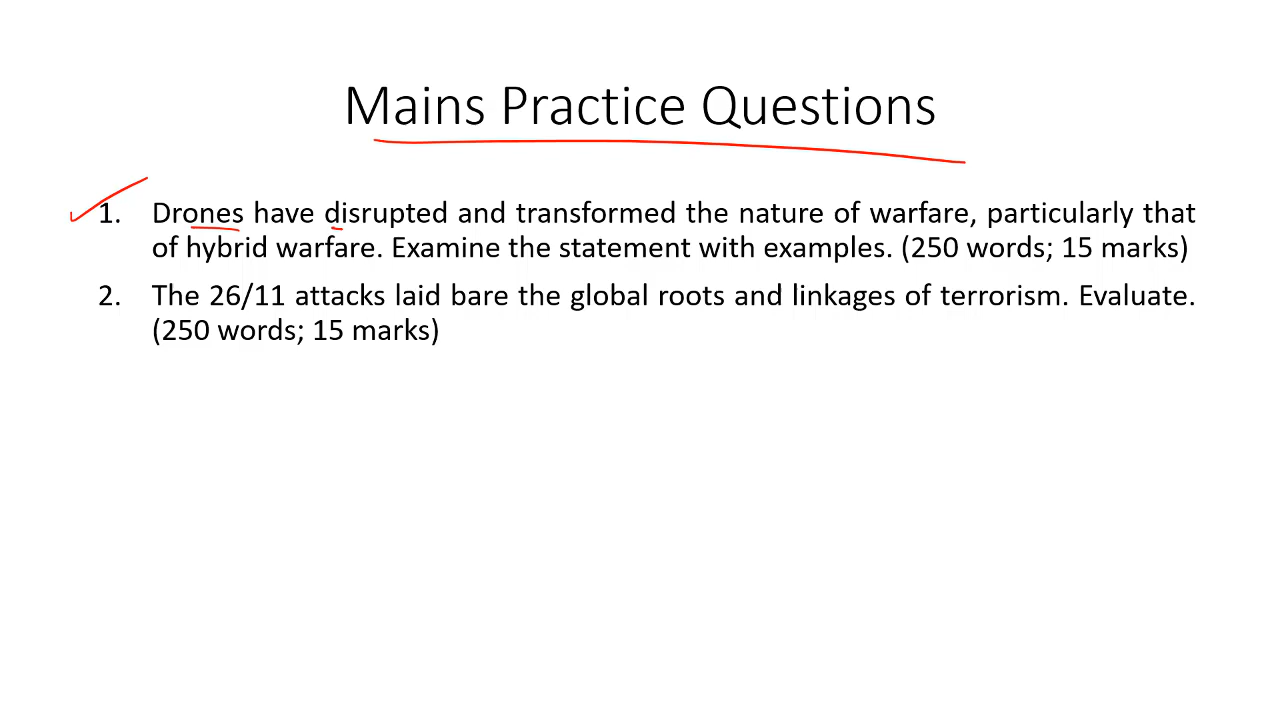 Mains Practice Questions
1. Drones have disrupted and transformed the nature of warfare, particularly that
of hybrid warfare. Examine the statement with examples. (250 words; 15 marks)
2. The 26/11 attacks laid bare the global roots and linkages of terrorism. Evaluate.
(250 words; 15 marks)